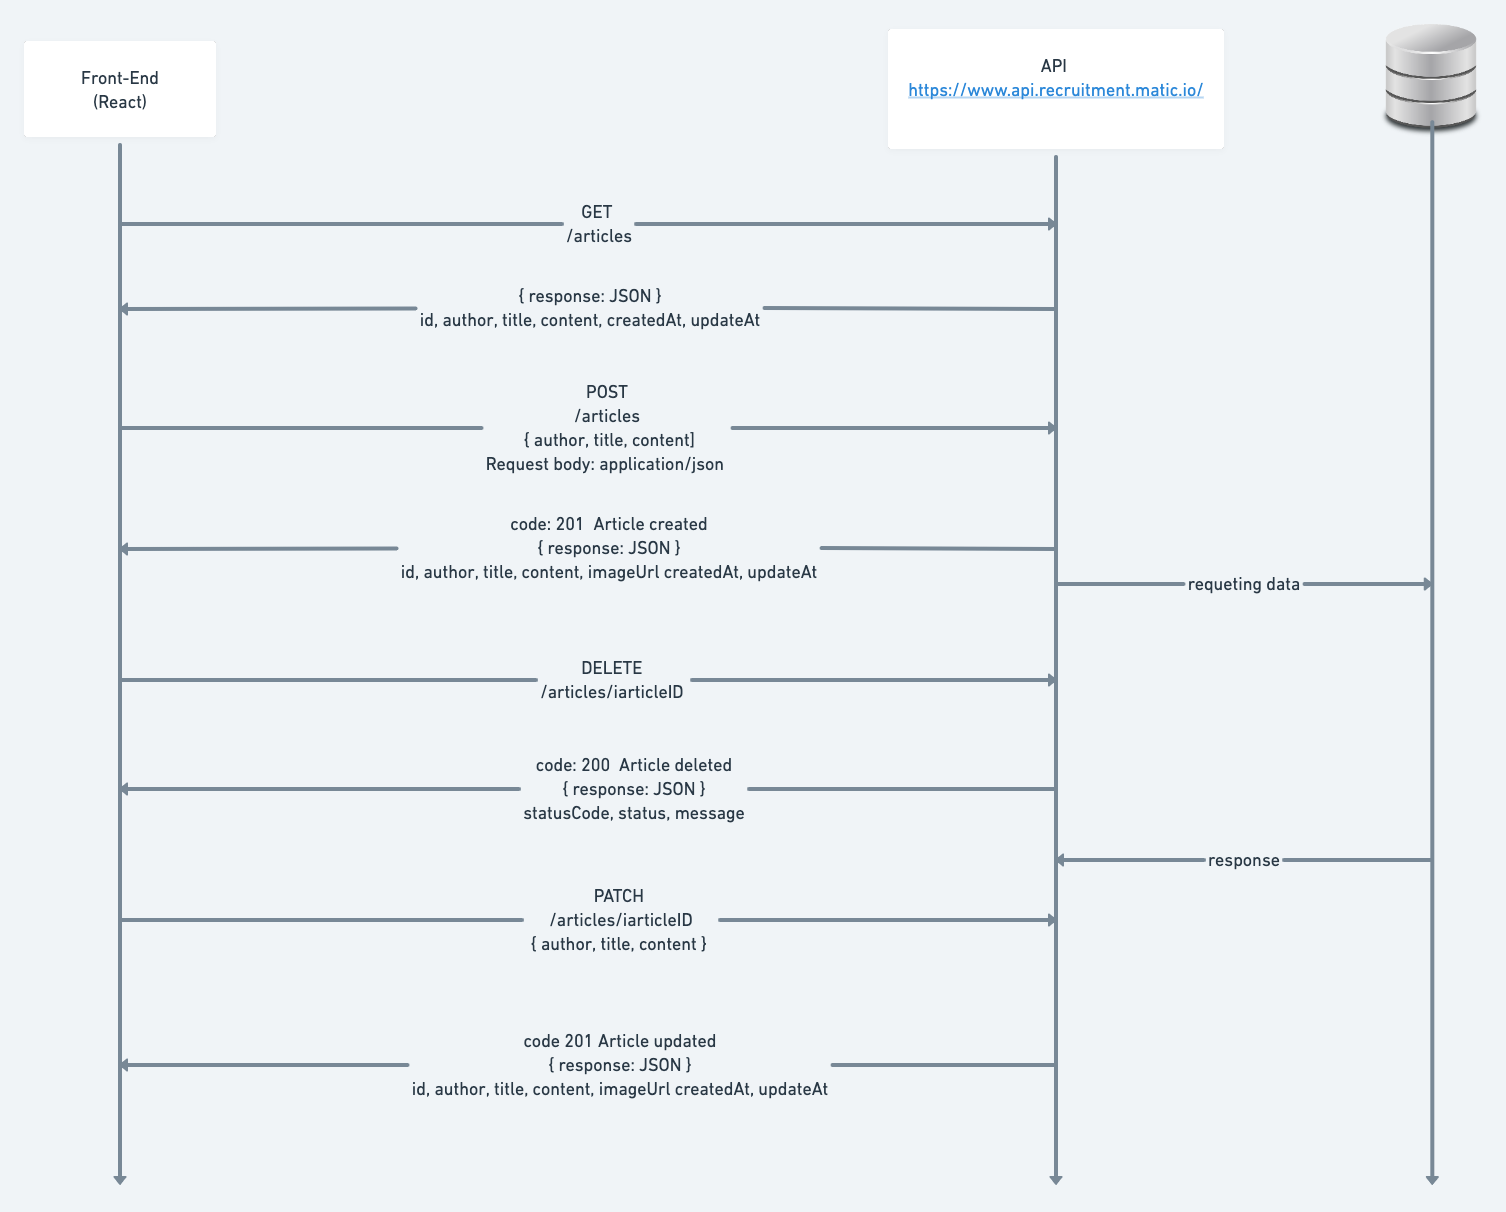 Front-End
(React)
API
https://www.api.recruitment.matic.io/
GET
/articles
{ response: JSON }
id, author, title, content, createdAt, updateAt
POST
/articles
{ author, title, content]
Request body: application/json
code: 201  Article created
{ response: JSON }
id, author, title, content, imageUrl createdAt, updateAt
requeting data
DELETE
/articles/iarticleID
code: 200  Article deleted
{ response: JSON }
statusCode, status, message
response
PATCH
/articles/iarticleID
{ author, title, content }
code 201 Article updated
{ response: JSON }
id, author, title, content, imageUrl createdAt, updateAt